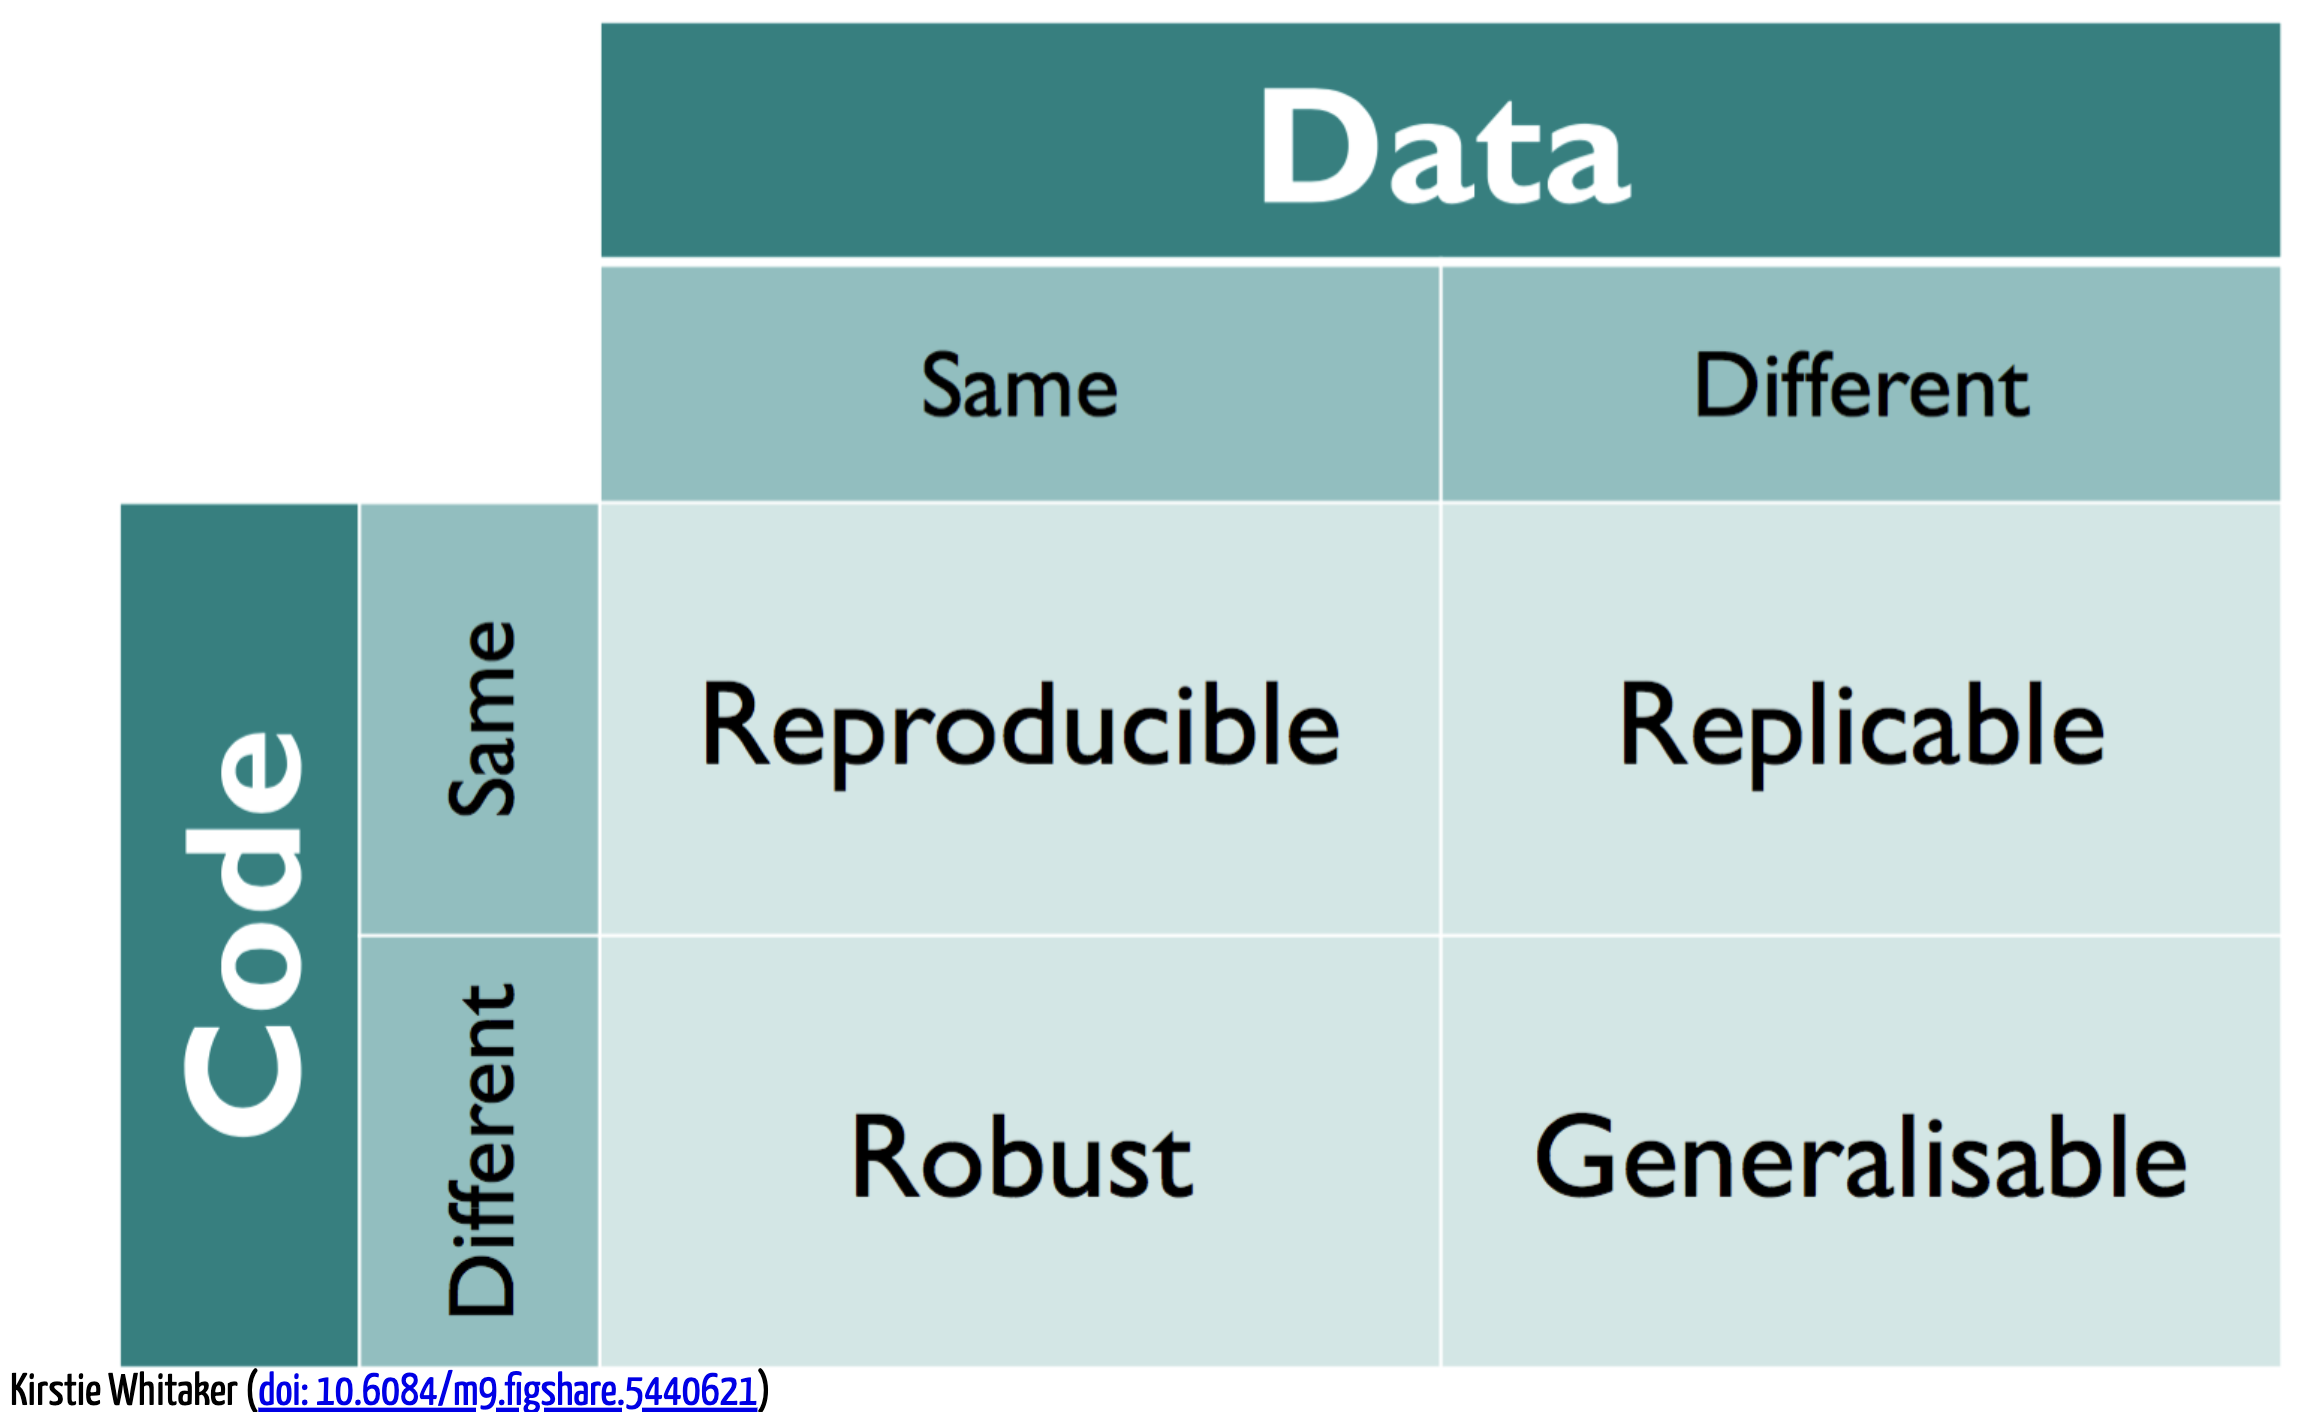 Data
Same Different
Code
Same
Reproducible Replicable
Different
Robust Generalisable
Kirstie Whitaker (doi: 10.6084/m9.figshare.5440621)